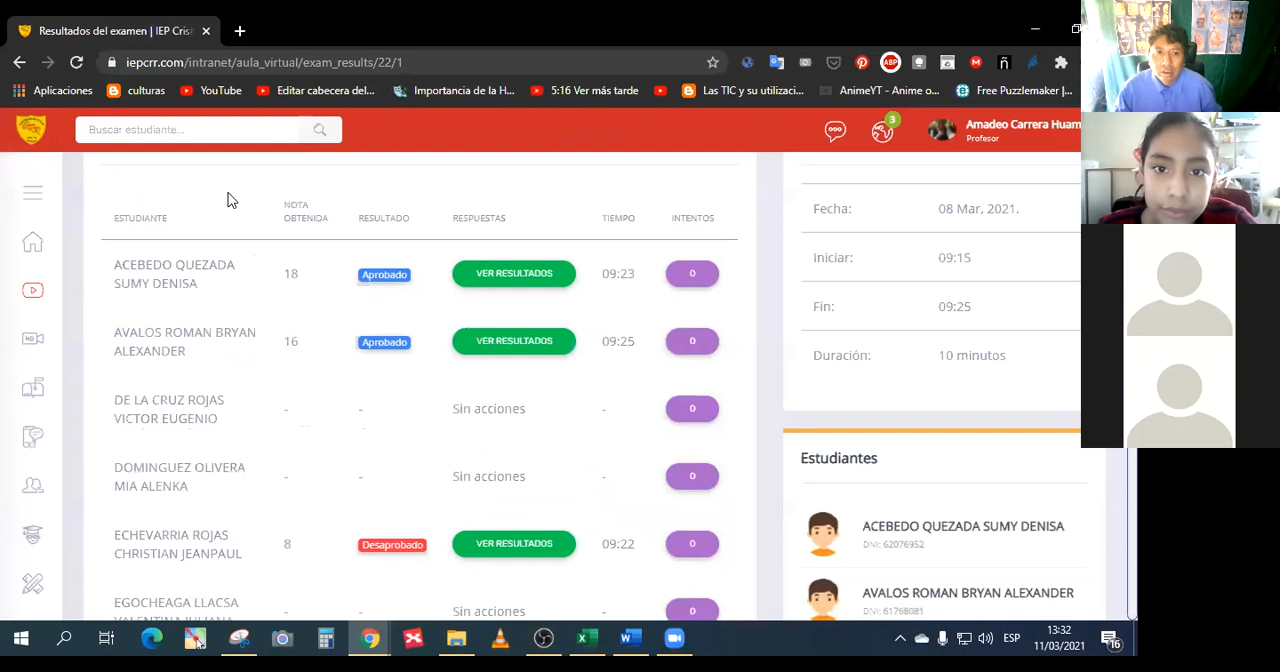 Resultados del examen | IEP Crist
iepcrr.com/intranet/aula_virtual/exam_results/22/1
ABP
M
ñ
Aplicaciones
culturas
YouTube
Editar cabecera del...
Importancia de la H...
5:16 Ver más tarde
Las TIC y su utilizaci...
AnimeYT - Anime o...
Free Puzzlemaker |...
Buscar estudiante...
3
Amadeo Carrera Huam
Profesor
ESTUDIANTE
NOTA OBTENIDA
RESULTADO
RESPUESTAS
TIEMPO
INTENTOS
ACEBEDO QUEZADA SUMY DENISA
18
Aprobado
VER RESULTADOS
09:23
0
AVALOS ROMAN BRYAN ALEXANDER
16
Aprobado
VER RESULTADOS
09:25
0
DE LA CRUZ ROJAS VICTOR EUGENIO
-
-
Sin acciones
-
0
DOMINGUEZ OLIVERA MIA ALENKA
-
-
Sin acciones
-
0
ECHEVARRIA ROJAS CHRISTIAN JEANPAUL
8
Desaprobado
VER RESULTADOS
09:22
0
EGOCHEAGA LLACSA VALENTINA JULIANA
-
-
Sin acciones
-
0
Fecha: 08 Mar, 2021.
Iniciar: 09:15
Fin: 09:25
Duración: 10 minutos
Estudiantes
ACEBEDO QUEZADA SUMY DENISA
DNI: 62076952
AVALOS ROMAN BRYAN ALEXANDER
DNI: 61768081
ESP
13:32
11/03/2021
16